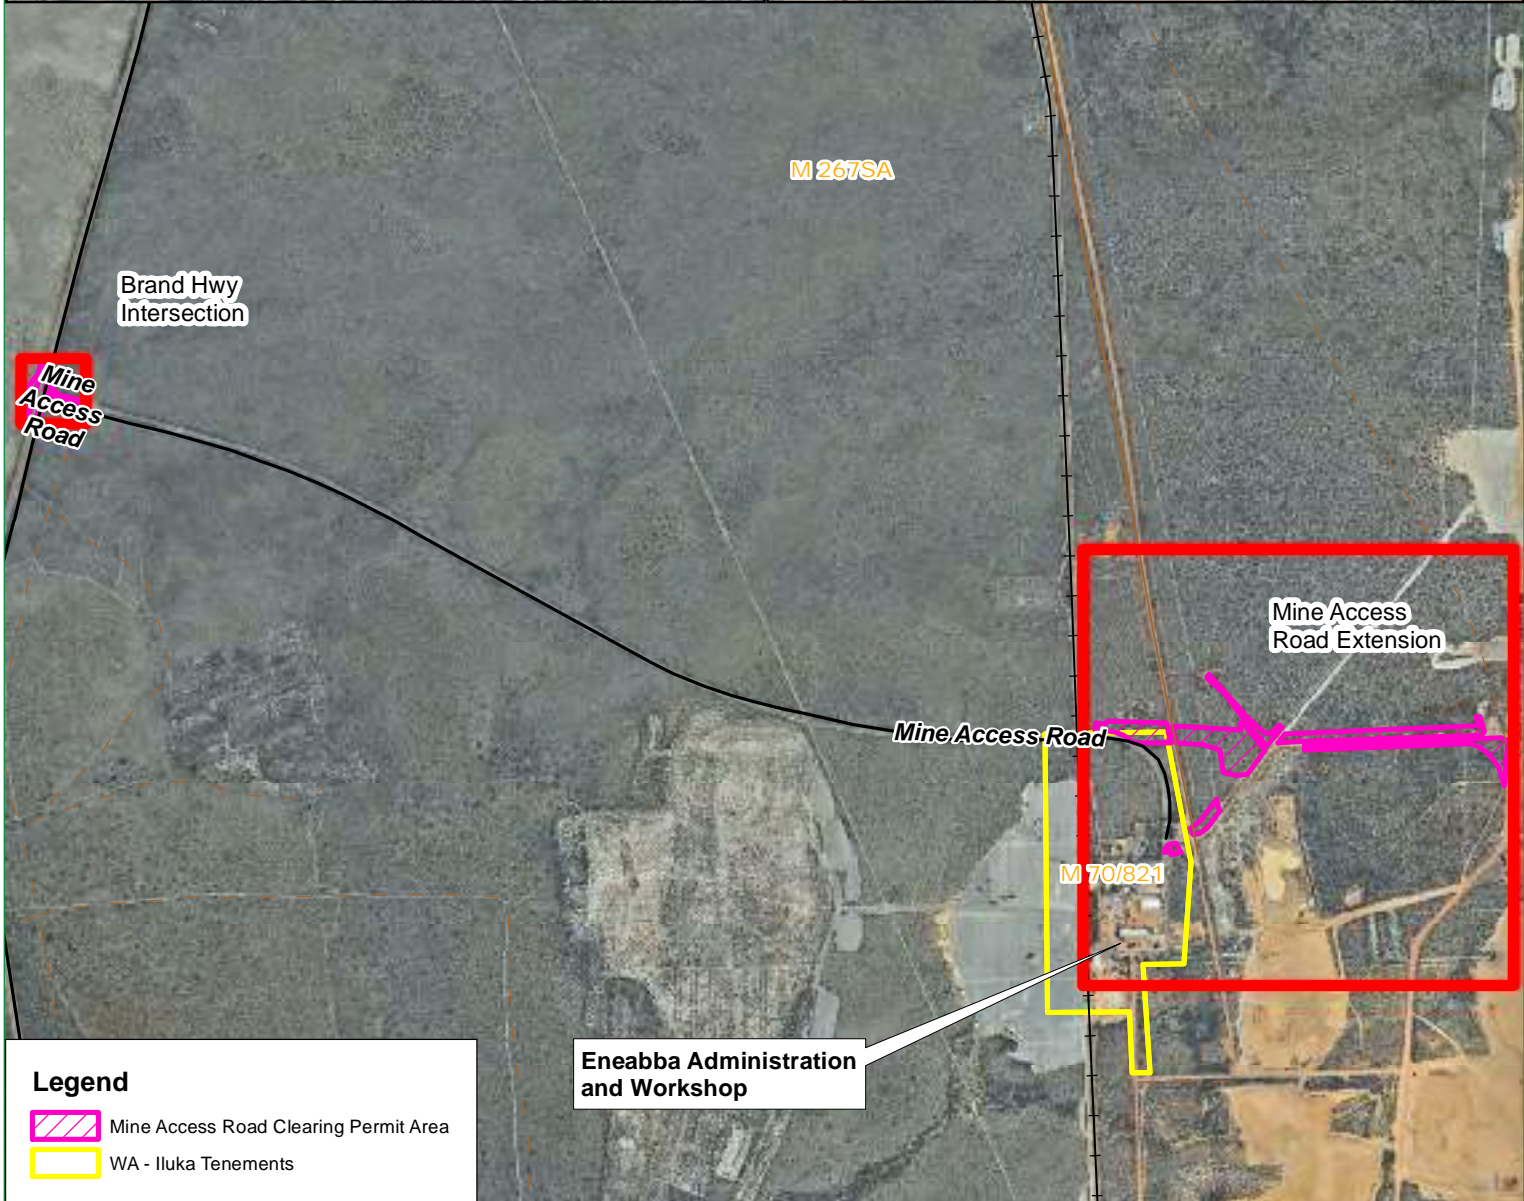 M 267SA
Brand Hwy
Intersection
Mine
Access
Road
Mine Access
Road Extension
Mine Access Road
M 70/821
Eneabba Administration
and Workshop
Legend
Mine Access Road Clearing Permit Area
WA - Iluka Tenements